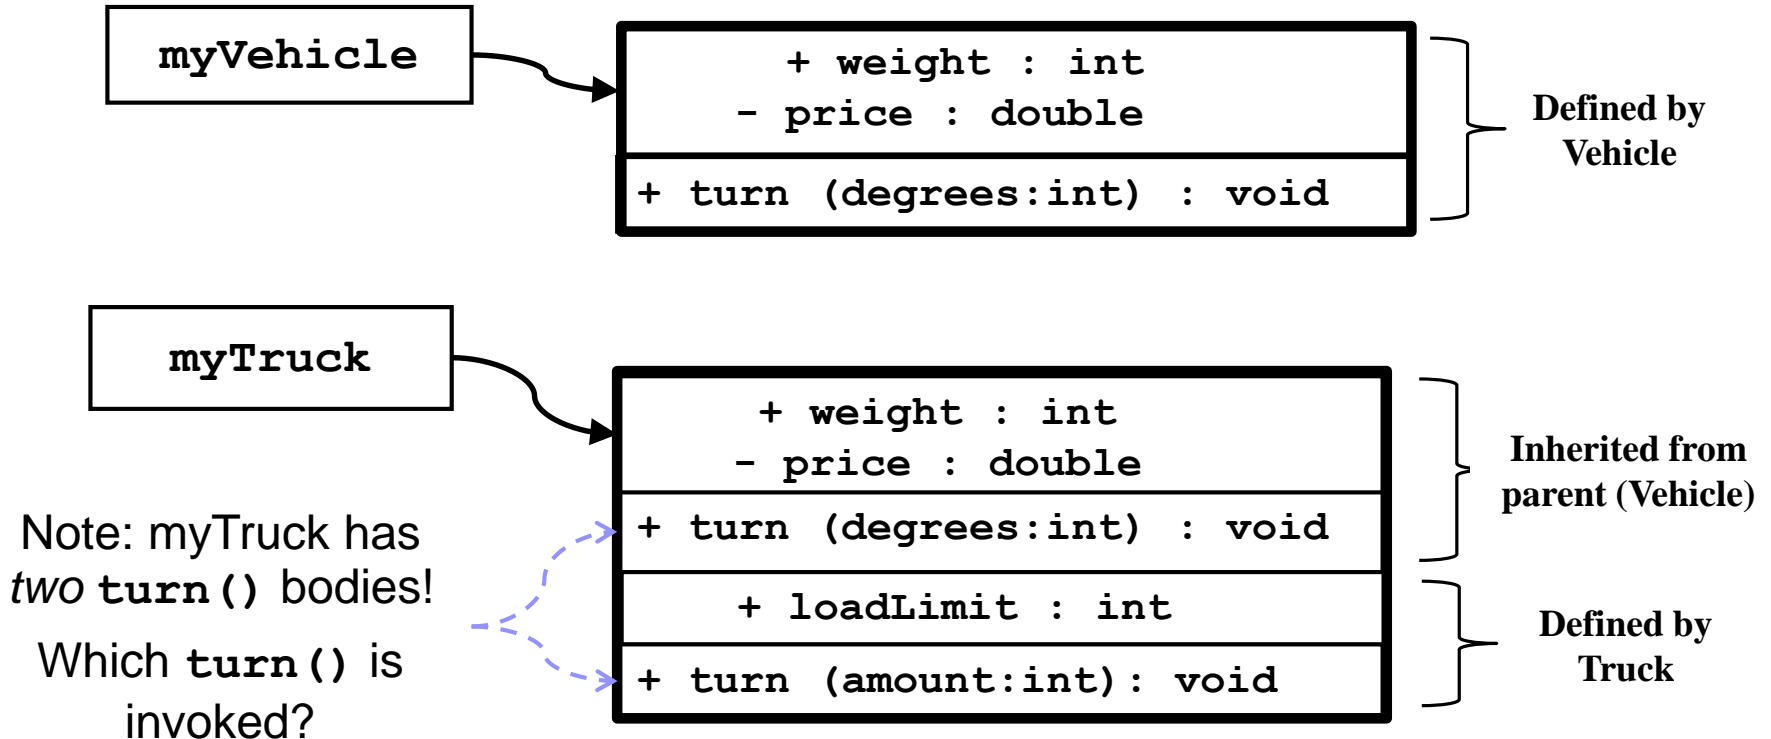 myVehicle
+ weight : int
- price : double
+ turn (degrees:int) : void
Defined by
Vehicle
myTruck
+ weight : int
- price : double
+ turn (degrees:int) : void
Inherited from
parent (Vehicle)
+ loadLimit : int
+ turn (amount:int): void
Defined by
Truck
Note: myTruck has
two turn() bodies!
Which turn() is
invoked?